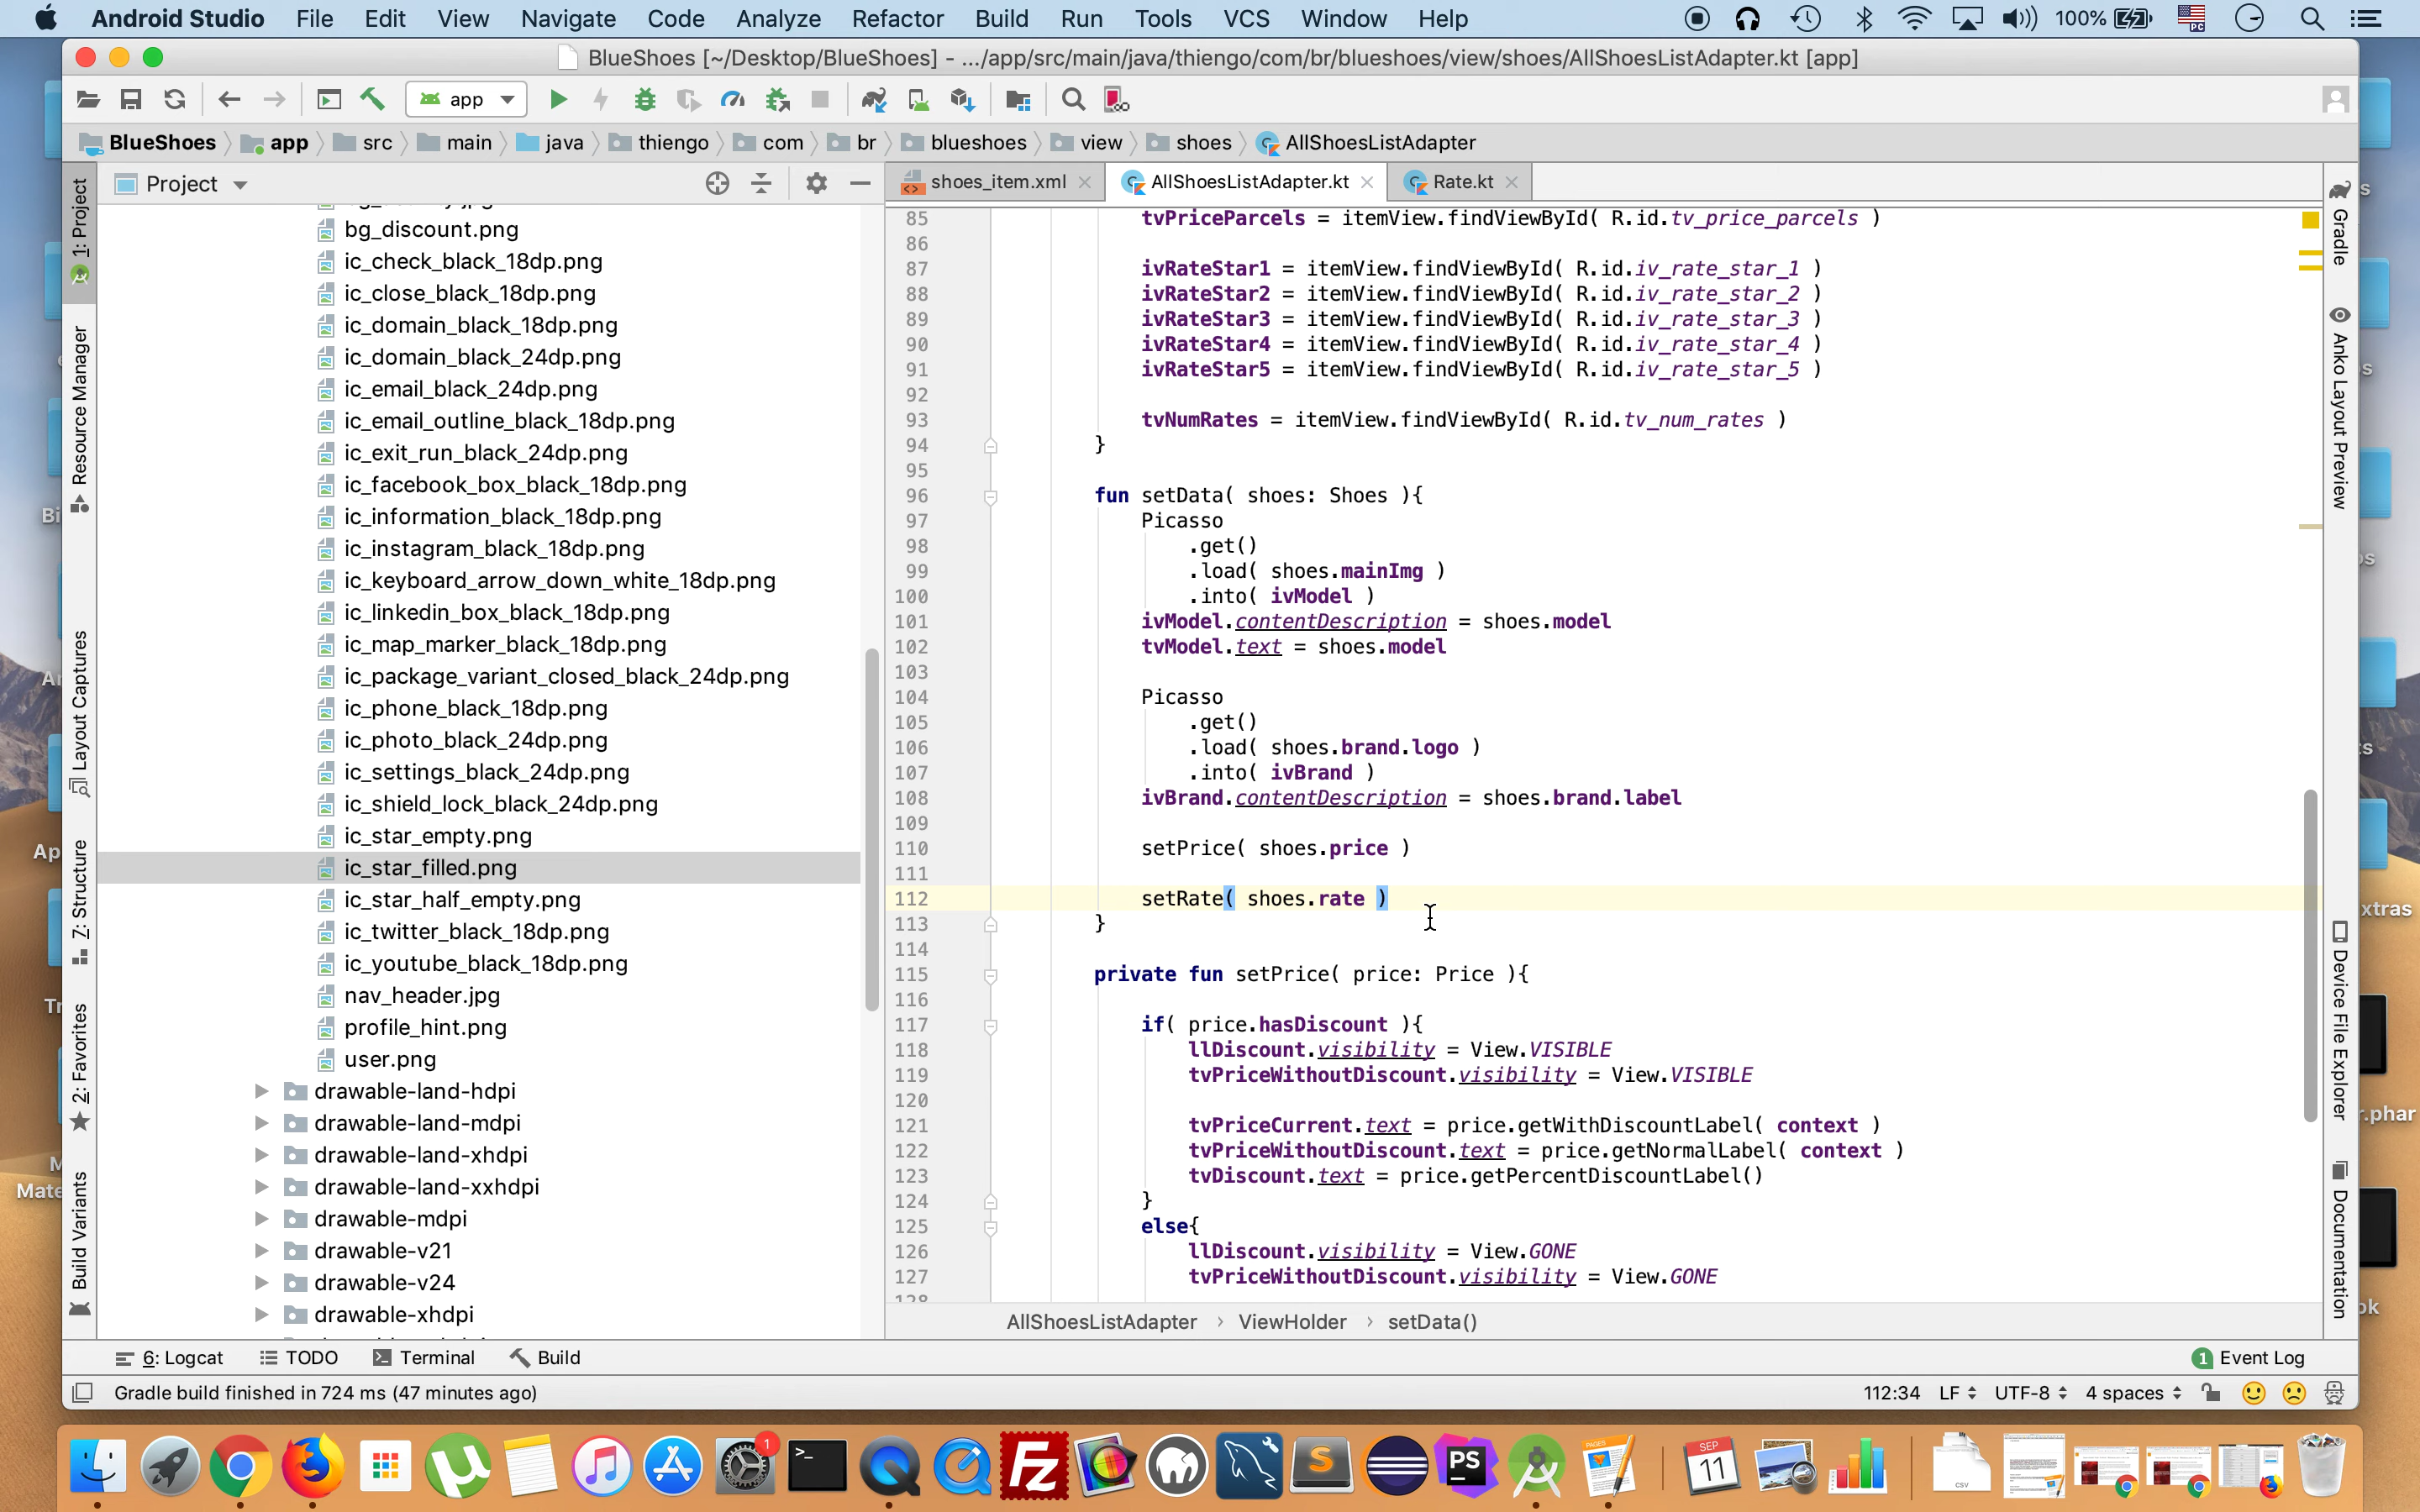 Android Studio File Edit View Navigate Code Analyze Refactor Build Run Tools VCS Window Help 100%
BlueShoes [~/Desktop/BlueShoes] - .../app/src/main/java/thiengo/com/br/blueshoes/view/shoes/AllShoesListAdapter.kt [app]
app
BlueShoes app src main java thiengo com br blueshoes view shoes AllShoesListAdapter
Project
shoes_item.xml AllShoesListAdapter.kt Rate.kt
1: Project
Resource Manager
Layout Captures
7: Structure
2: Favorites
Build Variants
bg_discount.png
ic_check_black_18dp.png
ic_close_black_18dp.png
ic_domain_black_18dp.png
ic_domain_black_24dp.png
ic_email_black_24dp.png
ic_email_outline_black_18dp.png
ic_exit_run_black_24dp.png
ic_facebook_box_black_18dp.png
ic_information_black_18dp.png
ic_instagram_black_18dp.png
ic_keyboard_arrow_down_white_18dp.png
ic_linkedin_box_black_18dp.png
ic_map_marker_black_18dp.png
ic_package_variant_closed_black_24dp.png
ic_phone_black_18dp.png
ic_photo_black_24dp.png
ic_settings_black_24dp.png
ic_shield_lock_black_24dp.png
ic_star_empty.png
ic_star_filled.png
ic_star_half_empty.png
ic_twitter_black_18dp.png
ic_youtube_black_18dp.png
nav_header.jpg
profile_hint.png
user.png
drawable-land-hdpi
drawable-land-mdpi
drawable-land-xhdpi
drawable-land-xxhdpi
drawable-mdpi
drawable-v21
drawable-v24
drawable-xhdpi
85 tvPriceParcels = itemView.findViewById( R.id.tv_price_parcels )
86
87 ivRateStar1 = itemView.findViewById( R.id.iv_rate_star_1 )
88 ivRateStar2 = itemView.findViewById( R.id.iv_rate_star_2 )
89 ivRateStar3 = itemView.findViewById( R.id.iv_rate_star_3 )
90 ivRateStar4 = itemView.findViewById( R.id.iv_rate_star_4 )
91 ivRateStar5 = itemView.findViewById( R.id.iv_rate_star_5 )
92
93 tvNumRates = itemView.findViewById( R.id.tv_num_rates )
94 }
95
96 fun setData( shoes: Shoes ){
97 Picasso
98 .get()
99 .load( shoes.mainImg )
100 .into( ivModel )
101 ivModel.contentDescription = shoes.model
102 tvModel.text = shoes.model
103
104 Picasso
105 .get()
106 .load( shoes.brand.logo )
107 .into( ivBrand )
108 ivBrand.contentDescription = shoes.brand.label
109
110 setPrice( shoes.price )
111
112 setRate( shoes.rate )
113 }
114
115 private fun setPrice( price: Price ){
116
117 if( price.hasDiscount ){
118 llDiscount.visibility = View.VISIBLE
119 tvPriceWithoutDiscount.visibility = View.VISIBLE
120
121 tvPriceCurrent.text = price.getWithDiscountLabel( context )
122 tvPriceWithoutDiscount.text = price.getNormalLabel( context )
123 tvDiscount.text = price.getPercentDiscountLabel()
124 }
125 else{
126 llDiscount.visibility = View.GONE
127 tvPriceWithoutDiscount.visibility = View.GONE
128
AllShoesListAdapter › ViewHolder › setData()
Gradle
Anko Layout Preview
Device File Explorer
Documentation
6: Logcat TODO Terminal Build 1 Event Log
Gradle build finished in 724 ms (47 minutes ago) 112:34 LF UTF-8 4 spaces
xtras
r.phar
Mate
1
Fz
S
PS
PAGES
SEP
11
CSV